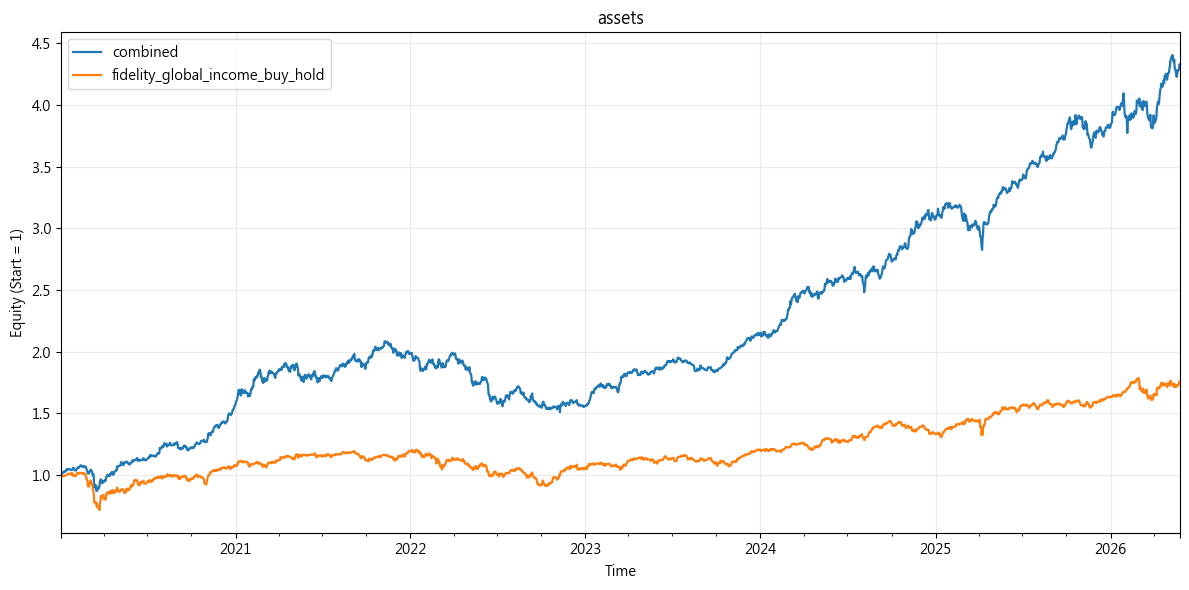 assets
combined
fidelity_global_income_buy_hold
Equity (Start = 1)
4.5
4.0
3.5
3.0
2.5
2.0
1.5
1.0
2021 2022 2023 2024 2025 2026
Time